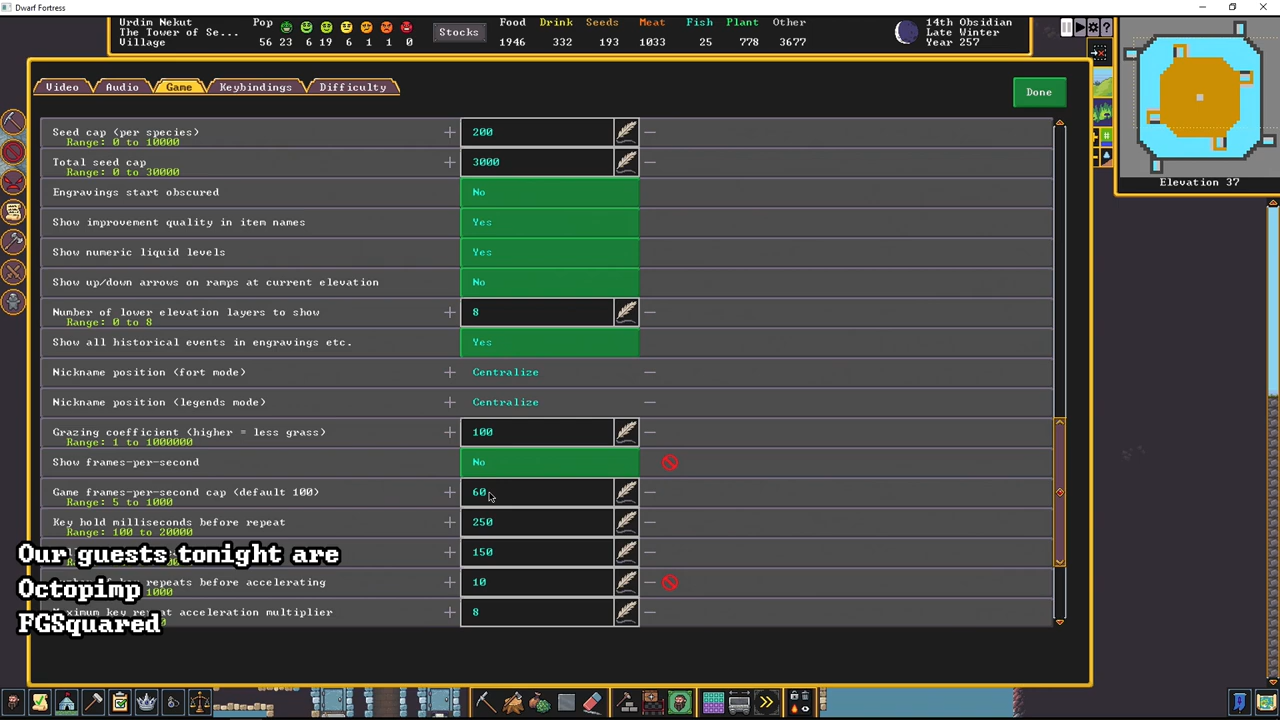 Dwarf Fortress
Urdim Nekut
The Tower of Se...
Village
Pop
56 23 6 19 6 1 1 0
Stocks
Food Drink Seeds Meat Fish Plant Other
1946 332 193 1033 25 778 3677
14th Obsidian
Late Winter
Year 257
Elevation 37
Video Audio Game Keybindings Difficulty
Done
Seed cap (per species) 200
Range: 0 to 10000
Total seed cap 3000
Range: 0 to 30000
Engravings start obscured No
Show improvement quality in item names Yes
Show numeric liquid levels Yes
Show up/down arrows on ramps at current elevation No
Number of lower elevation layers to show 8
Range: 0 to 8
Show all historical events in engravings etc. Yes
Nickname position (fort mode) Centralize
Nickname position (legends mode) Centralize
Grazing coefficient (higher = less grass) 100
Range: 1 to 1000000
Show frames-per-second No
Game frames-per-second cap (default 100) 60
Range: 5 to 1000
Key hold milliseconds before repeat 250
Range: 100 to 20000
150
repeats before accelerating 10
1000
Maximum key repeat acceleration multiplier 8
Our guests tonight are
Octopimp
FGSquared